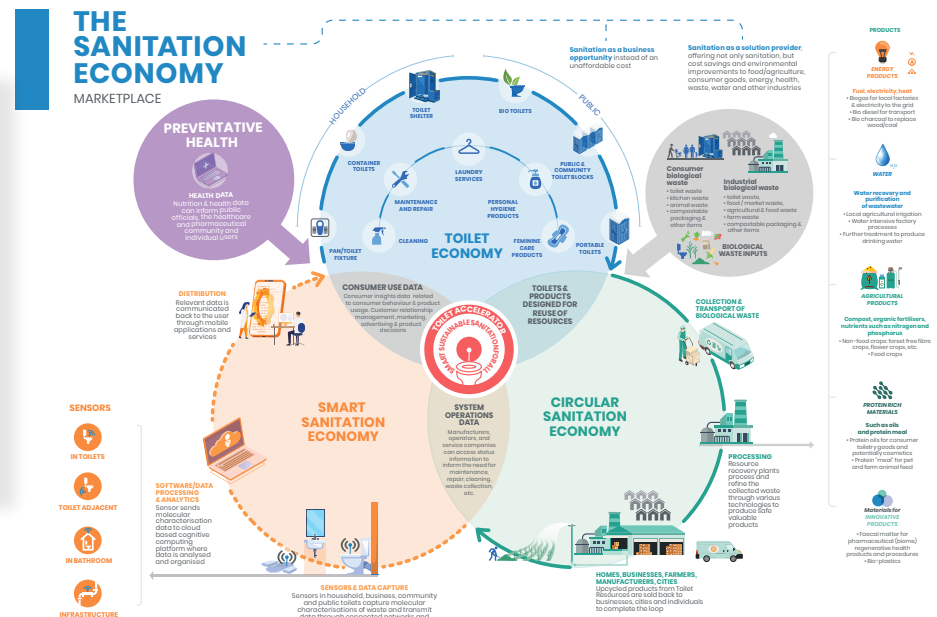 THE
SANITATION
ECONOMY
MARKETPLACE
Sanitation as a business
opportunity instead of an
unaffordable cost
Sanitation as a solution provider,
offering not only sanitation, but
cost savings and environmental
improvements to food/agriculture,
consumer goods, energy, health,
waste, water and other industries
PREVENTATIVE
HEALTH
HEALTH DATA
Nutrition & health data
can inform public
officials, the healthcare
and pharmaceutical
community and
individual users
HOUSEHOLD
PUBLIC
TOILET
SHELTER
BIO TOILETS
CONTAINER
TOILETS
LAUNDRY
SERVICES
PUBLIC &
COMMUNITY
TOILET BLOCKS
MAINTENANCE
AND REPAIR
PERSONAL
HYGIENE
PRODUCTS
CLEANING
TOILET
ECONOMY
FEMININE
CARE
PRODUCTS
PORTABLE
TOILETS
PAN/TOILET
FIXTURE
Consumer
biological
waste
• toilet waste
• kitchen waste
• animal waste
• compostable
packaging &
other items
Industrial
biological waste
• toilet waste,
• food / market waste,
• agricultural & food waste
• farm waste
• compostable packaging &
other items
BIOLOGICAL
WASTE INPUTS
CONSUMER USE DATA
Consumer insights data related
to consumer behaviour & product
usage. Customer relationship
management, marketing,
advertising & product
decisions
TOILETS &
PRODUCTS
DESIGNED FOR
REUSE OF
RESOURCES
TOILET ACCELERATOR
SMART SUSTAINABLE SANITATION FOR ALL
SYSTEM
OPERATIONS
DATA
Manufacturers,
operators, and
service companies
can access status
information to
inform the need for
maintenance,
repair, cleaning,
waste collection,
etc.
SMART
SANITATION
ECONOMY
CIRCULAR
SANITATION
ECONOMY
DISTRIBUTION
Relevant data is
communicated
back to the user
through mobile
applications and
services
SENSORS
IN TOILETS
TOILET ADJACENT
IN BATHROOM
INFRASTRUCTURE
SOFTWARE/DATA
PROCESSING
& ANALYTICS
Sensor sends
molecular
characterisation
data to cloud
based cognitive
computing
platform where
data is analysed
and organised
SENSORS & DATA CAPTURE
Sensors in household, business, community
and public toilets capture molecular
characterisations of waste and transmit
data through connected networks and
COLLECTION &
TRANSPORT OF
BIOLOGICAL WASTE
PROCESSING
Resource
recovery plants
process and
refine the
collected waste
through various
technologies to
produce safe
valuable
products
HOMES, BUSINESSES, FARMERS,
MANUFACTURERS, CITIES
Upcycled products from Toilet
Resources are sold back to
businesses, cities and individuals
to complete the loop
PRODUCTS
ENERGY
PRODUCTS
Fuel, electricity, heat
• Biogas for local factories
& electricity to the grid
• Bio diesel for transport
• Bio charcoal to replace
wood/coal
H₂O
WATER
Water recovery and
purification
of wastewater
• Local agricultural irrigation
• Water intensive factory
processes
• Further treatment to produce
drinking water
AGRICULTURAL
PRODUCTS
Compost, organic fertilisers,
nutrients such as nitrogen and
phosphorus
• Non-food crops: forest free fibre
crops, flower crops, etc.
• Food crops
PROTEIN RICH
MATERIALS
Such as oils
and protein meal
• Protein oils for consumer
toiletry goods and
potentially cosmetics
• Protein "meal" for pet
and farm animal feed
Materials for
INNOVATIVE
PRODUCTS
• Faecal matter for
pharmaceutical (biome)
regenerative health
products and procedures
• Bio-plastics